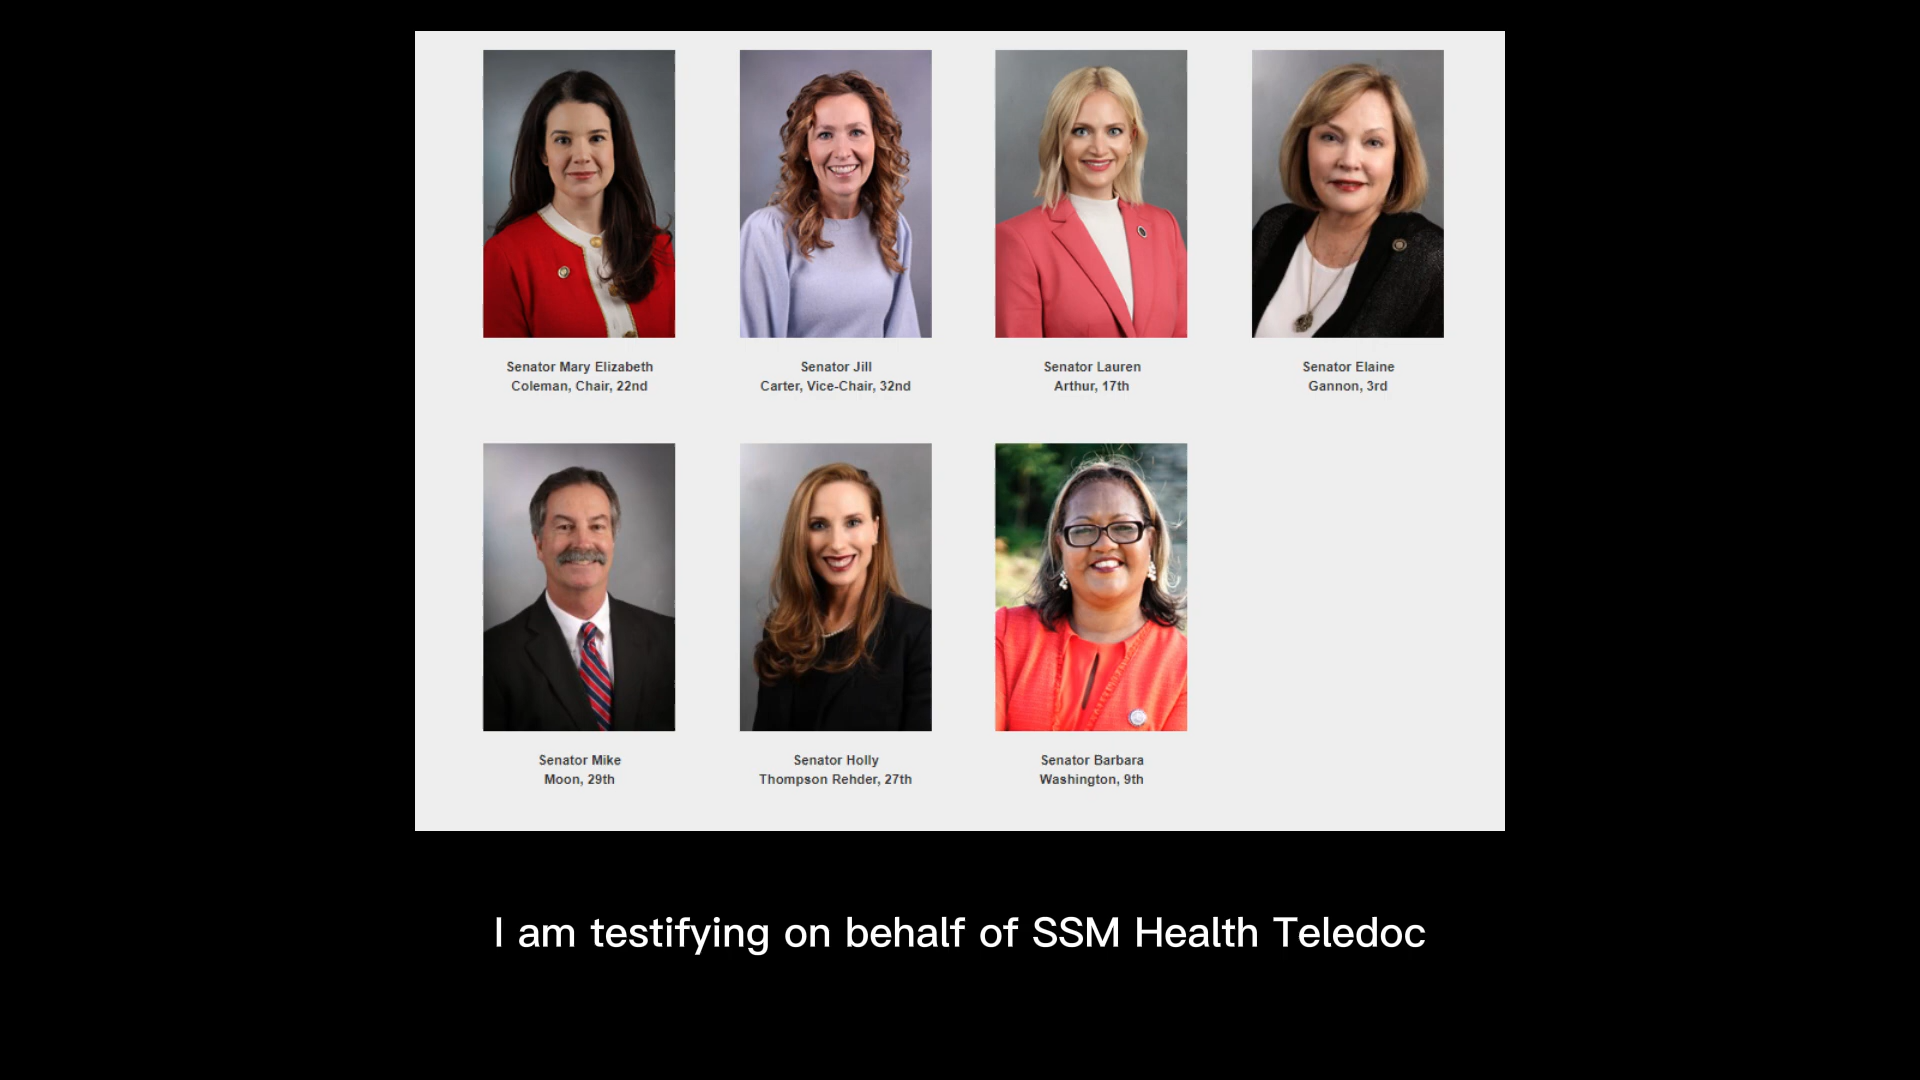 Senator Mary Elizabeth
Coleman, Chair, 22nd
Senator Jill
Carter, Vice-Chair, 32nd
Senator Lauren
Arthur, 17th
Senator Elaine
Gannon, 3rd
Senator Mike
Moon, 29th
Senator Holly
Thompson Rehder, 27th
Senator Barbara
Washington, 9th
I am testifying on behalf of SSM Health Teledoc